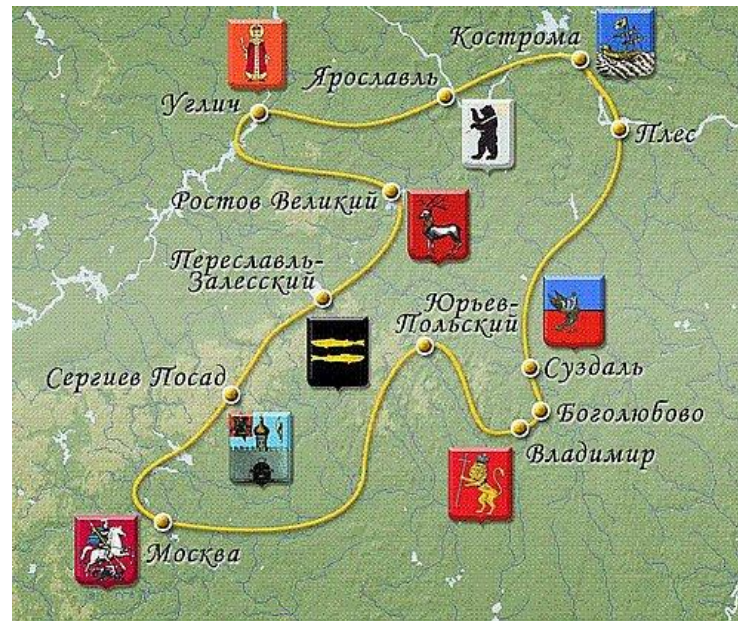 Кострома
Ярославль
Углич
Плес
Ростов Великий
Переславль-
Залесский
Юрьев-
Польский
Сергиев Посад
Суздаль
Боголюбово
Владимир
Москва